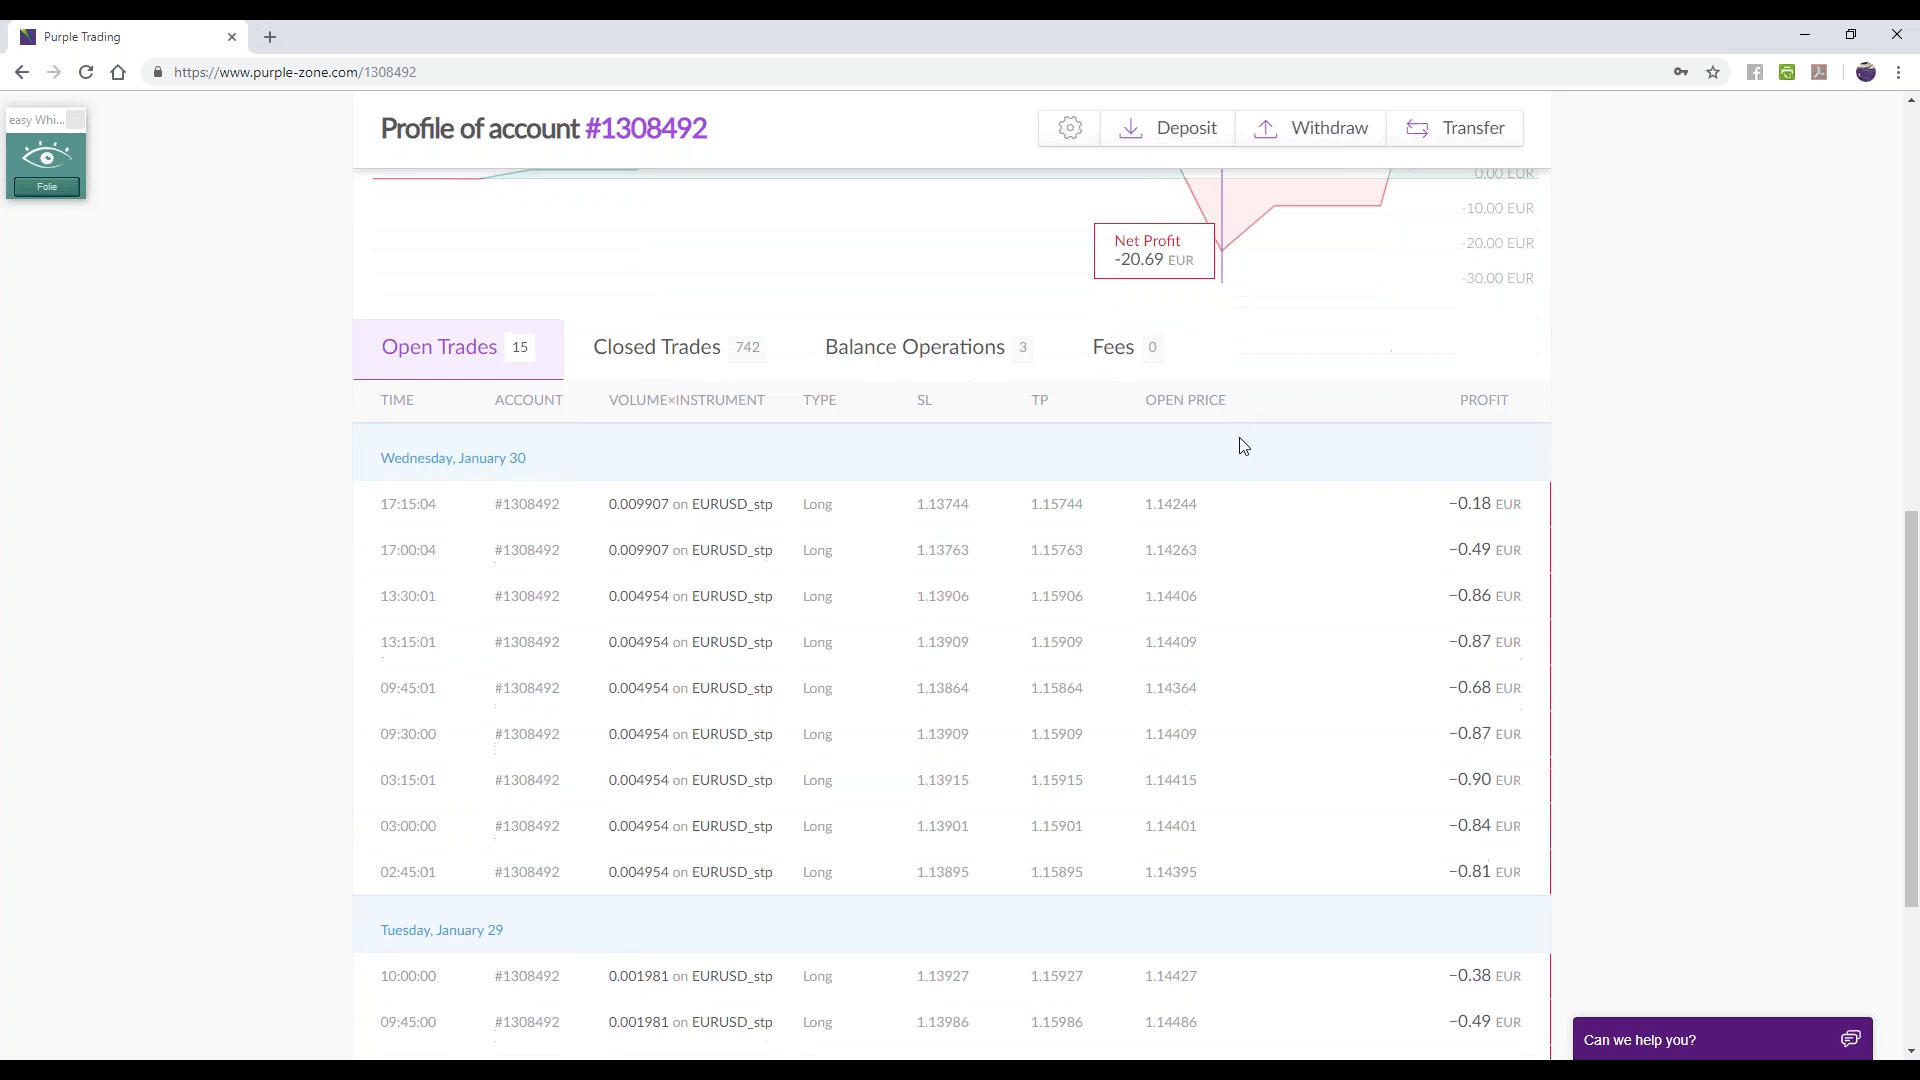 Purple Trading
https://www.purple-zone.com/1308492
easy Whi...
Folie
Profile of account #1308492
Deposit
Withdraw
Transfer
0.00 EUR
-10.00 EUR
-20.00 EUR
-30.00 EUR
Net Profit
-20.69 EUR
Open Trades 15 Closed Trades 742 Balance Operations 3 Fees 0
TIME ACCOUNT VOLUME×INSTRUMENT TYPE SL TP OPEN PRICE PROFIT
Wednesday, January 30
17:15:04 #1308492 0.009907 on EURUSD_stp Long 1.13744 1.15744 1.14244 −0.18 EUR
17:00:04 #1308492 0.009907 on EURUSD_stp Long 1.13763 1.15763 1.14263 −0.49 EUR
13:30:01 #1308492 0.004954 on EURUSD_stp Long 1.13906 1.15906 1.14406 −0.86 EUR
13:15:01 #1308492 0.004954 on EURUSD_stp Long 1.13909 1.15909 1.14409 −0.87 EUR
09:45:01 #1308492 0.004954 on EURUSD_stp Long 1.13864 1.15864 1.14364 −0.68 EUR
09:30:00 #1308492 0.004954 on EURUSD_stp Long 1.13909 1.15909 1.14409 −0.87 EUR
03:15:01 #1308492 0.004954 on EURUSD_stp Long 1.13915 1.15915 1.14415 −0.90 EUR
03:00:00 #1308492 0.004954 on EURUSD_stp Long 1.13901 1.15901 1.14401 −0.84 EUR
02:45:01 #1308492 0.004954 on EURUSD_stp Long 1.13895 1.15895 1.14395 −0.81 EUR
Tuesday, January 29
10:00:00 #1308492 0.001981 on EURUSD_stp Long 1.13927 1.15927 1.14427 −0.38 EUR
09:45:00 #1308492 0.001981 on EURUSD_stp Long 1.13986 1.15986 1.14486 −0.49 EUR
Can we help you?